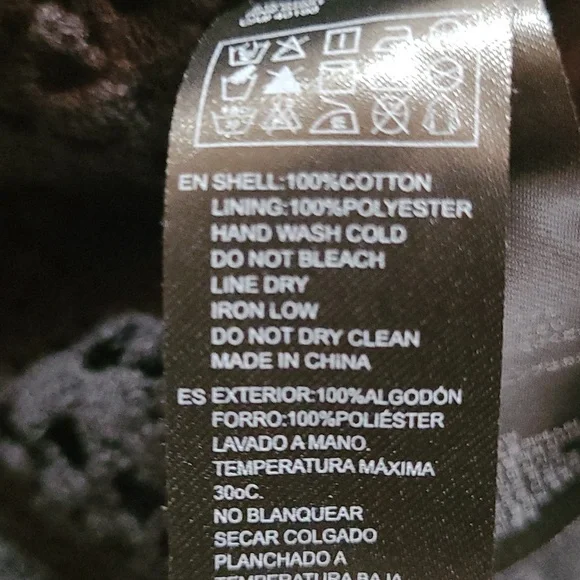 EN SHELL:100%COTTON
LINING:100%POLYESTER
HAND WASH COLD
DO NOT BLEACH
LINE DRY
IRON LOW
DO NOT DRY CLEAN
MADE IN CHINA
ES EXTERIOR:100%ALGODÓN
FORRO:100%POLIÉSTER
LAVADO A MANO.
TEMPERATURA MÁXIMA
30oC.
NO BLANQUEAR
SECAR COLGADO
PLANCHADO A
TEMPERATURA BAJA